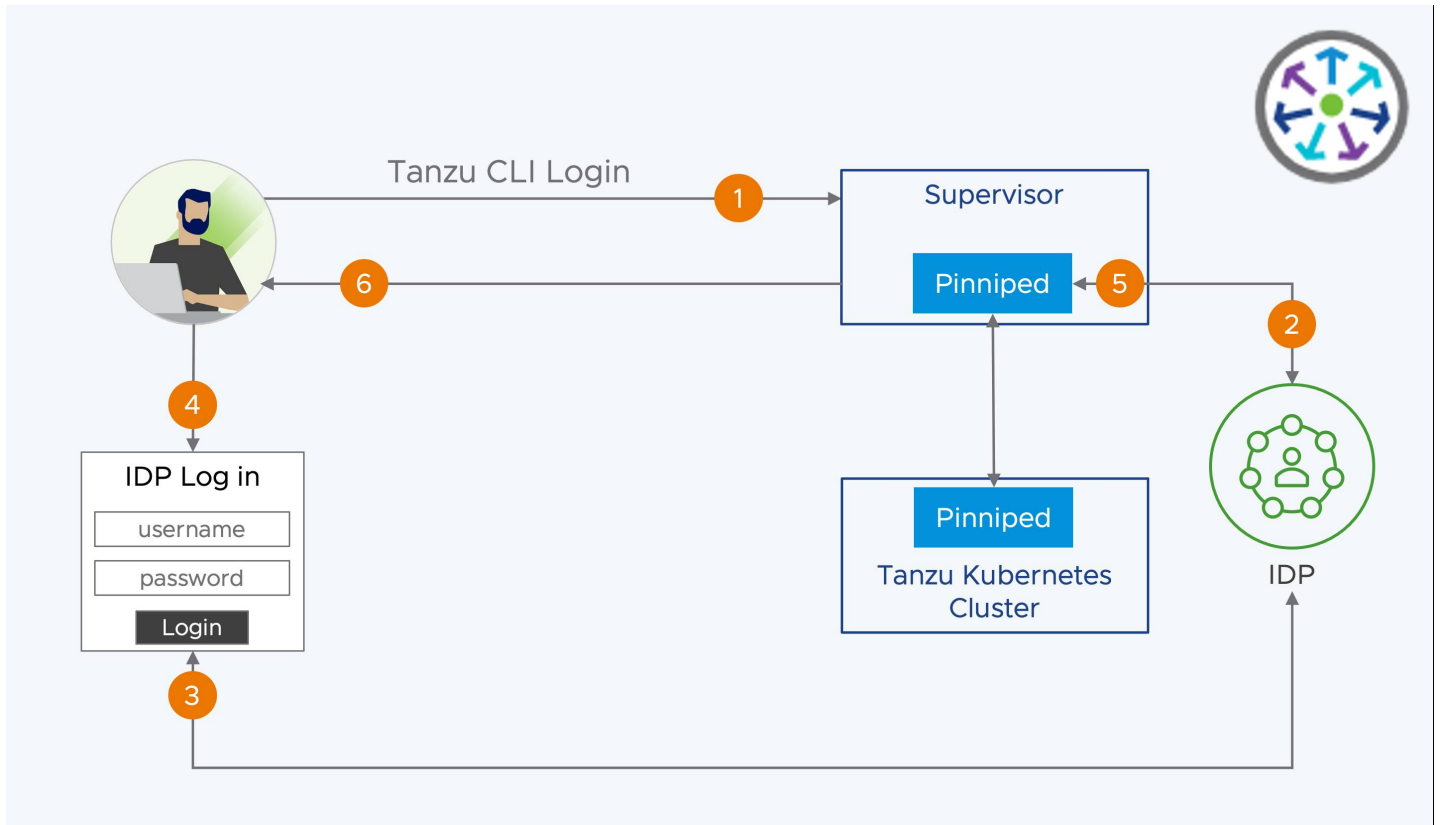 Tanzu CLI Login
1
Supervisor
6
Pinniped
5
2
4
IDP Log in
username
password
Login
Pinniped
Tanzu Kubernetes
Cluster
IDP
3